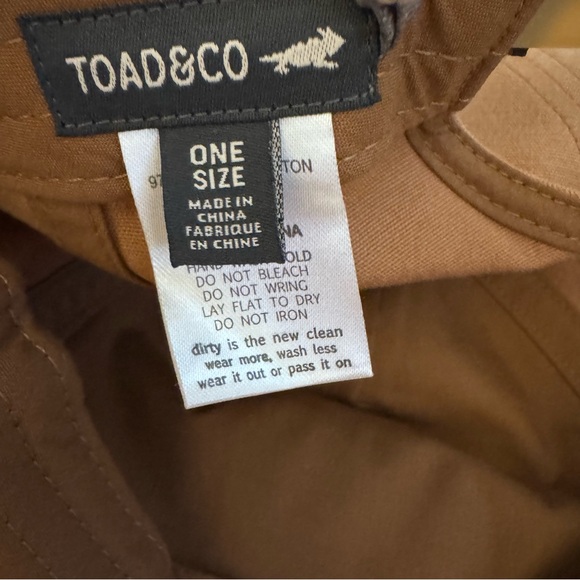 TOAD&CO
ONE
SIZE
MADE IN
CHINA
FABRIQUE
EN CHINE
DO NOT BLEACH
DO NOT WRING
LAY FLAT TO DRY
DO NOT IRON
dirty is the new clean
wear more, wash less
wear it out or pass it on